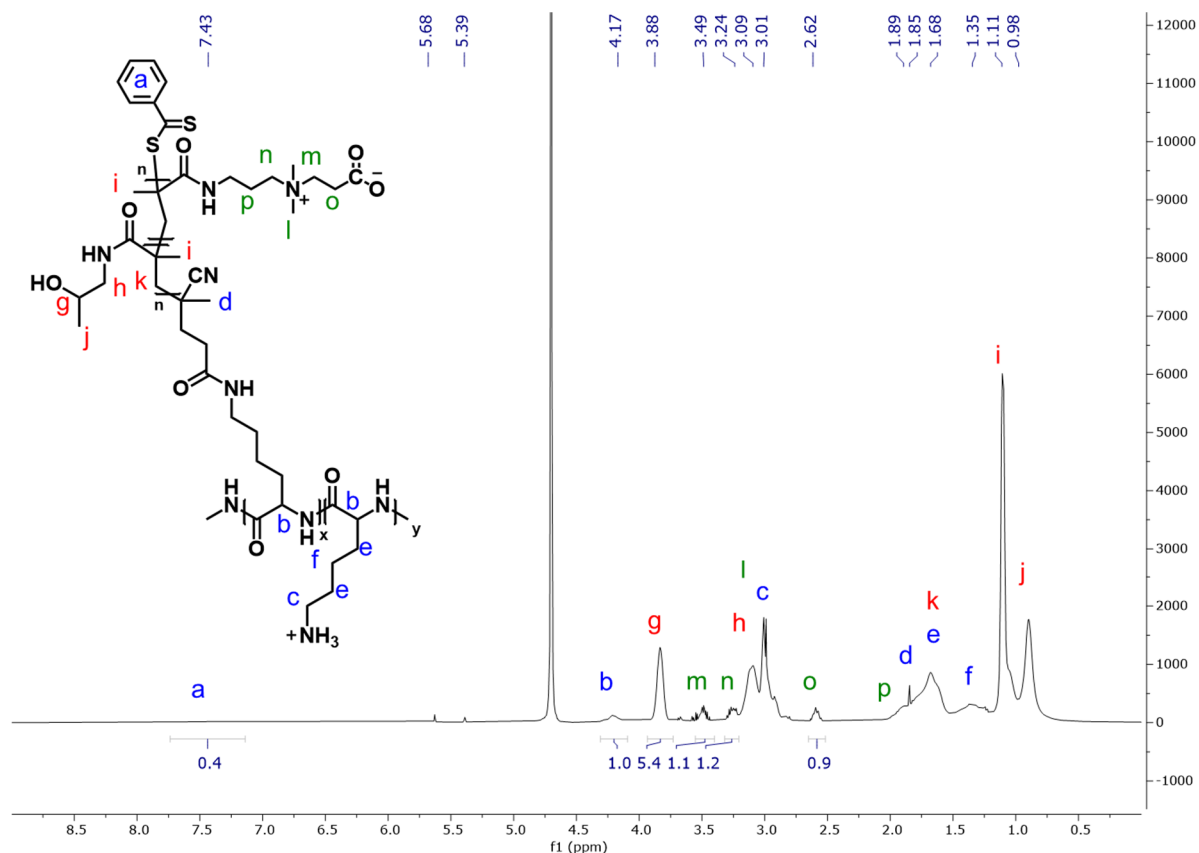 7.43
5.68
5.39
4.17
3.88
3.49
3.24
3.09
3.01
2.62
1.89
1.85
1.68
1.35
1.11
0.98
a
S
S
O
n
N
H
n
p
N
+
m
l
o
O
C
O
−
i
O
HN
HO
g
h
j
i
k
n
CN
d
O
NH
H
N
O
b
N
H
x
O
b
H
N
y
f
e
e
c
+NH3
a
b
g
m
n
l
h
c
o
p
d
k
e
f
i
j
0.4
1.0
5.4
1.1
1.2
0.9
12000
11000
10000
9000
8000
7000
6000
5000
4000
3000
2000
1000
0
-1000
8.5 8.0 7.5 7.0 6.5 6.0 5.5 5.0 4.5 4.0 3.5 3.0 2.5 2.0 1.5 1.0 0.5
f1 (ppm)